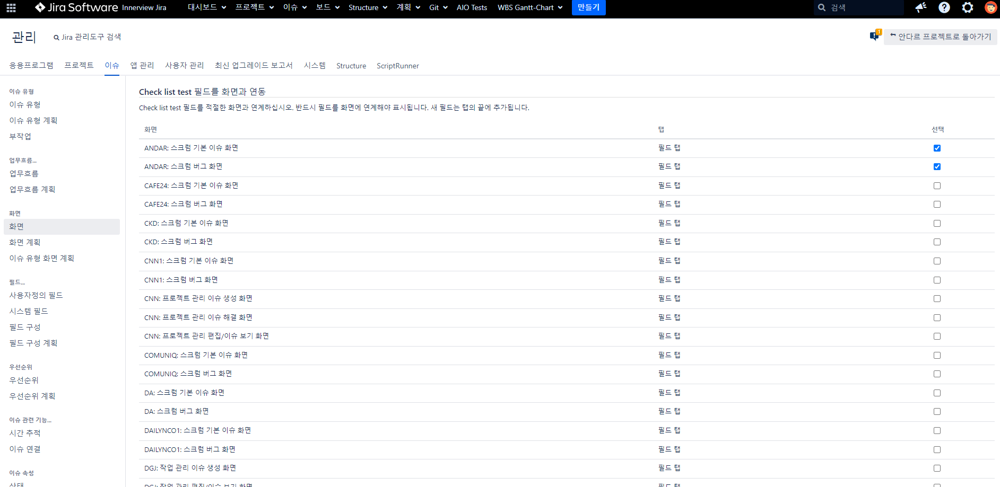 Jira Software Innerview Jira 대시보드 프로젝트 이슈 보드 Structure 계획 Git AIO Tests WBS Gantt-Chart 만들기 검색
관리 Jira 관리도구 검색 1 안다르 프로젝트로 돌아가기
응용프로그램 프로젝트 이슈 앱 관리 사용자 관리 최신 업그레이드 보고서 시스템 Structure ScriptRunner
이슈 유형
이슈 유형
이슈 유형 계획
부작업
업무흐름...
업무흐름
업무흐름 계획
화면
화면
화면 계획
이슈 유형 화면 계획
필드...
사용자정의 필드
시스템 필드
필드 구성
필드 구성 계획
우선순위
우선순위
우선순위 계획
이슈 관련 기능...
시간 추적
이슈 연결
이슈 속성
상태
Check list test 필드를 화면과 연동
Check list test 필드를 적절한 화면과 연계하십시오. 반드시 필드를 화면에 연계해야 표시됩니다. 새 필드는 탭의 끝에 추가됩니다.
화면 탭 선택
ANDAR: 스크럼 기본 이슈 화면 필드 탭
ANDAR: 스크럼 버그 화면 필드 탭
CAFE24: 스크럼 기본 이슈 화면 필드 탭
CAFE24: 스크럼 버그 화면 필드 탭
CKD: 스크럼 기본 이슈 화면 필드 탭
CKD: 스크럼 버그 화면 필드 탭
CNN1: 스크럼 기본 이슈 화면 필드 탭
CNN1: 스크럼 버그 화면 필드 탭
CNN: 프로젝트 관리 이슈 생성 화면 필드 탭
CNN: 프로젝트 관리 이슈 해결 화면 필드 탭
CNN: 프로젝트 관리 편집/이슈 보기 화면 필드 탭
COMUNIQ: 스크럼 기본 이슈 화면 필드 탭
COMUNIQ: 스크럼 버그 화면 필드 탭
DA: 스크럼 기본 이슈 화면 필드 탭
DA: 스크럼 버그 화면 필드 탭
DAILYNCO1: 스크럼 기본 이슈 화면 필드 탭
DAILYNCO1: 스크럼 버그 화면 필드 탭
DGJ: 작업 관리 이슈 생성 화면 필드 탭
DGJ: 작업 관리 편집/이슈 보기 화면 필드 탭